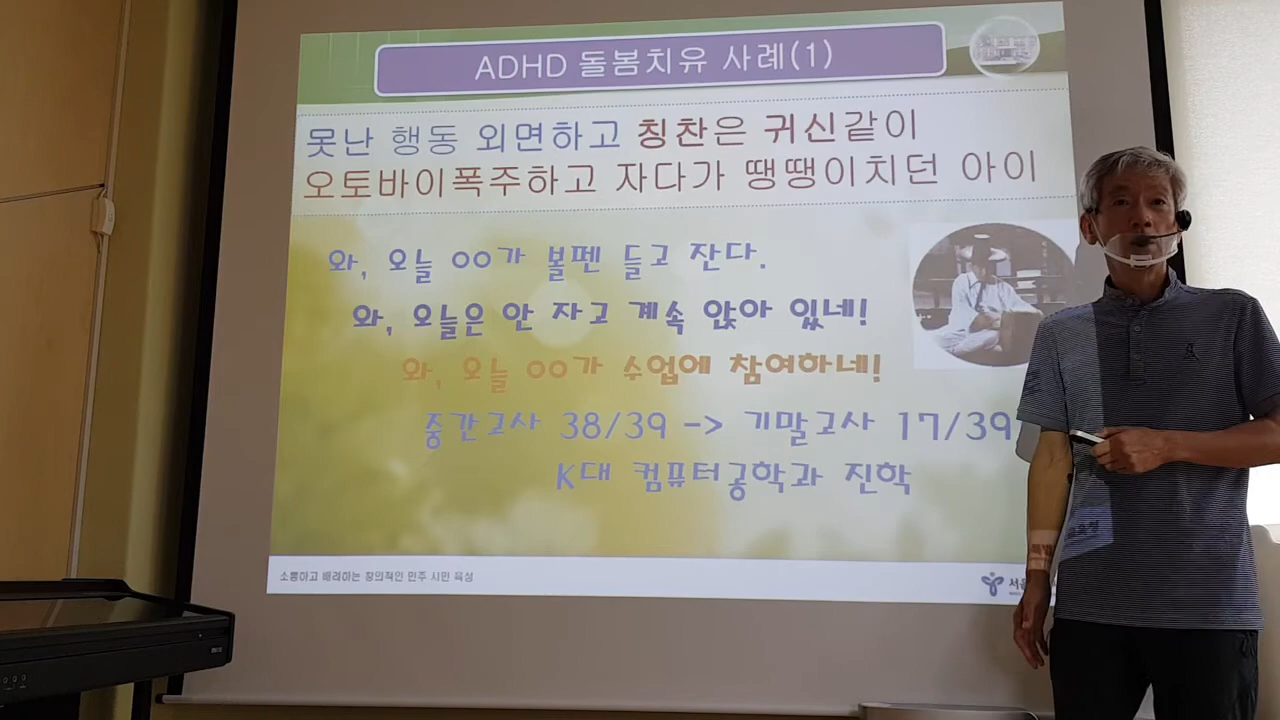 ADHD 돌봄치유 사례(1)
못난 행동 외면하고 칭찬은 귀신같이
오토바이폭주하고 자다가 땡땡이치던 아이
와, 오늘 00가 볼펜 들고 잔다.
와, 오늘은 안 자고 계속 앉아 있네!
와, 오늘 00가 수업에 참여하네!
중간고사 38/39 -> 기말고사 17/39
K대 컴퓨터공학과 진학
소통하고 배려하는 창의적인 민주 시민 육성
서울